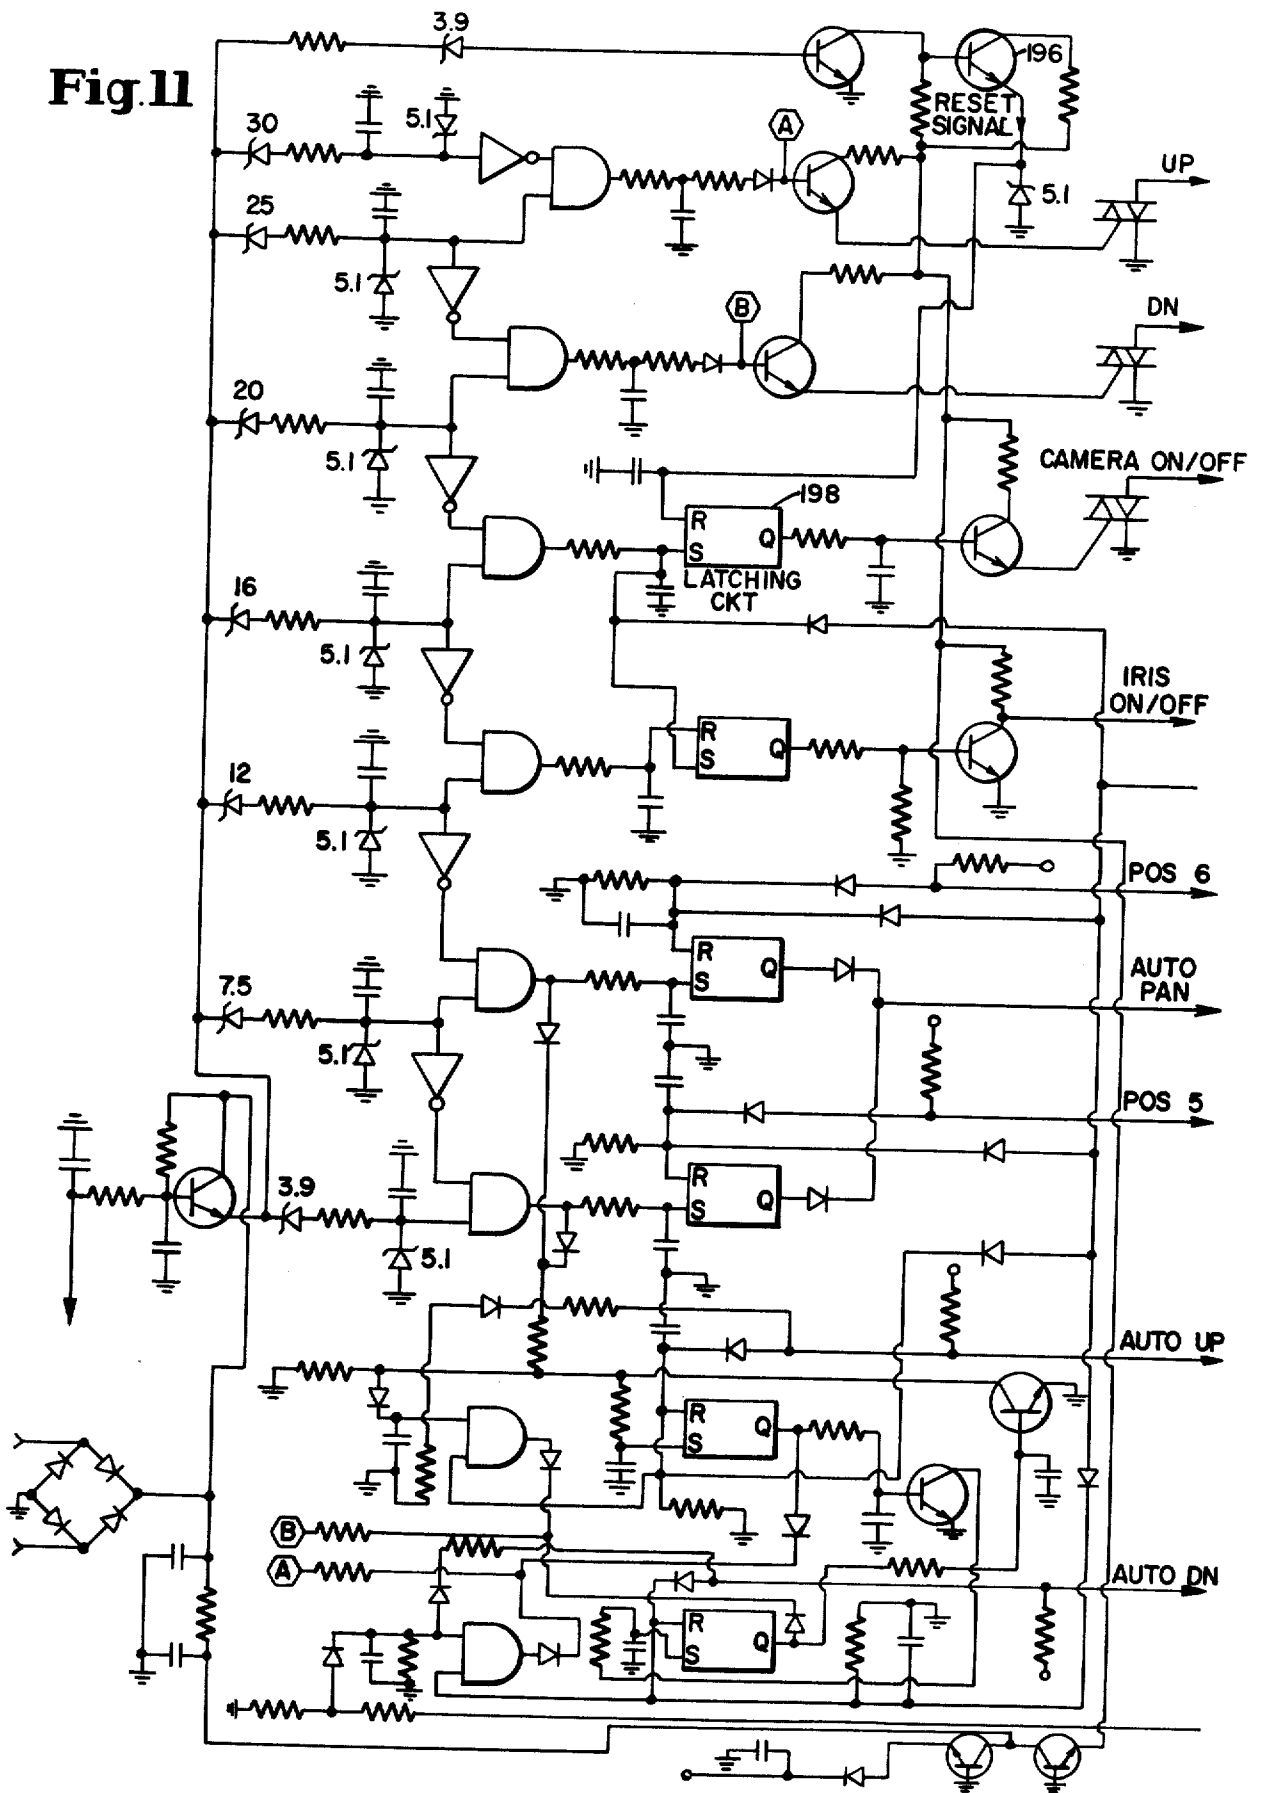 Fig. 11
3.9
196
RESET
SIGNAL
30
5.1
A
UP
25
5.1
5.1
B
DN
20
5.1
CAMERA ON/OFF
198
R
S
Q
LATCHING
CKT
16
5.1
IRIS
ON/OFF
R
S
Q
12
5.1
POS 6
R
S
Q
AUTO
PAN
7.5
5.1
POS 5
R
S
Q
3.9
5.1
AUTO UP
R
S
Q
B
A
AUTO DN
R
S
Q